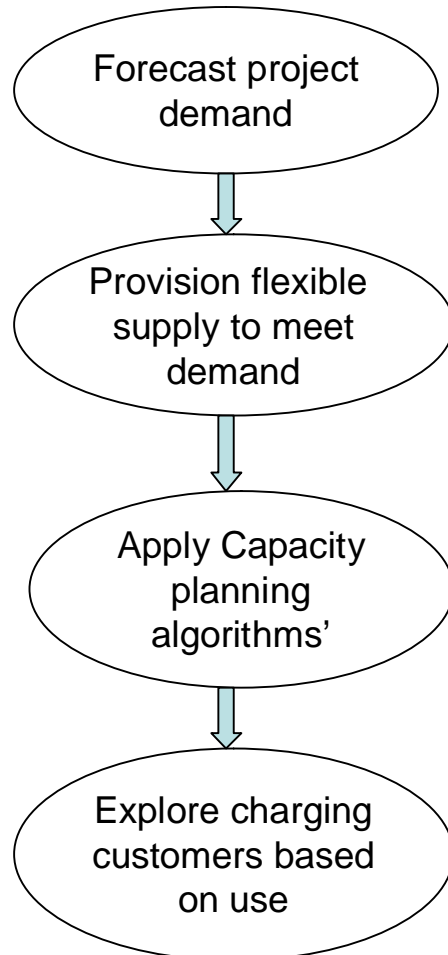 Forecast project
demand
Provision flexible
supply to meet
demand
Apply Capacity
planning
algorithms’
Explore charging
customers based
on use